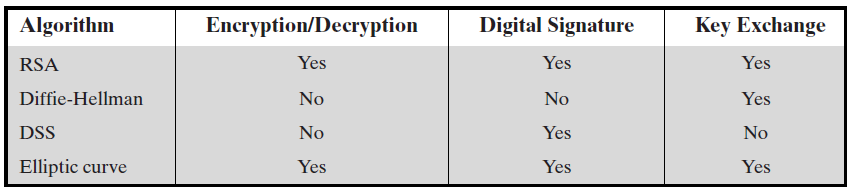 Algorithm Encryption/Decryption Digital Signature Key Exchange
RSA Yes Yes Yes
Diffie-Hellman No No Yes
DSS No Yes No
Elliptic curve Yes Yes Yes